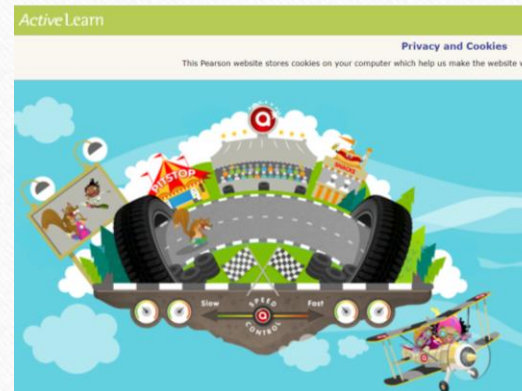 ActiveLearn
Privacy and Cookies
This Pearson website stores cookies on your computer which help us make the website
PITSTOP
a
Slow
SPEED
a
CONTROL
Fast